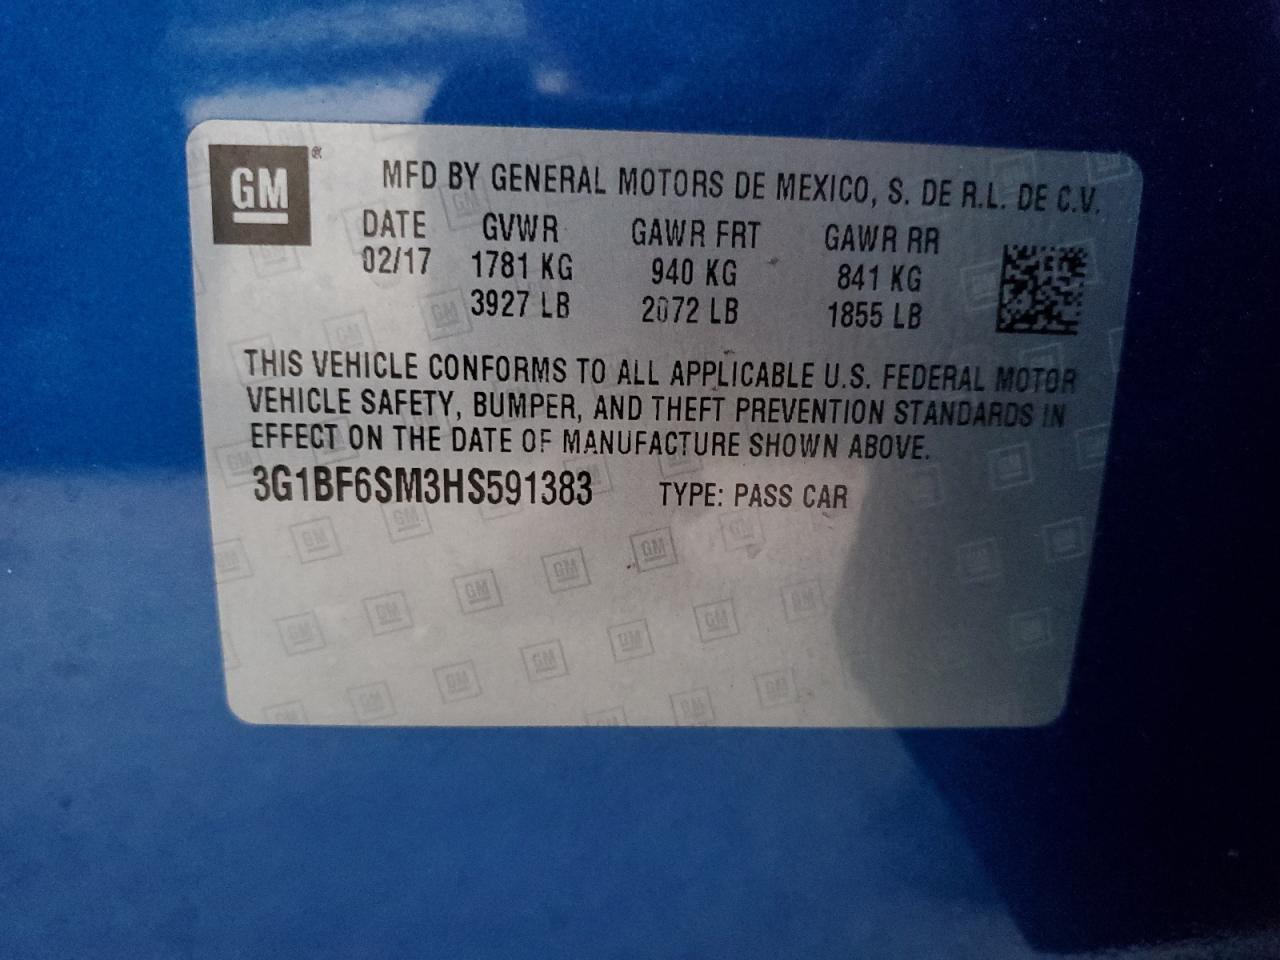 GM ®
MFD BY GENERAL MOTORS DE MEXICO, S. DE R.L. DE C.V.
DATE GVWR GAWR FRT GAWR RR
02/17 1781 KG 940 KG 841 KG
3927 LB 2072 LB 1855 LB
THIS VEHICLE CONFORMS TO ALL APPLICABLE U.S. FEDERAL MOTOR
VEHICLE SAFETY, BUMPER, AND THEFT PREVENTION STANDARDS IN
EFFECT ON THE DATE OF MANUFACTURE SHOWN ABOVE.
3G1BF6SM3HS591383 TYPE: PASS CAR